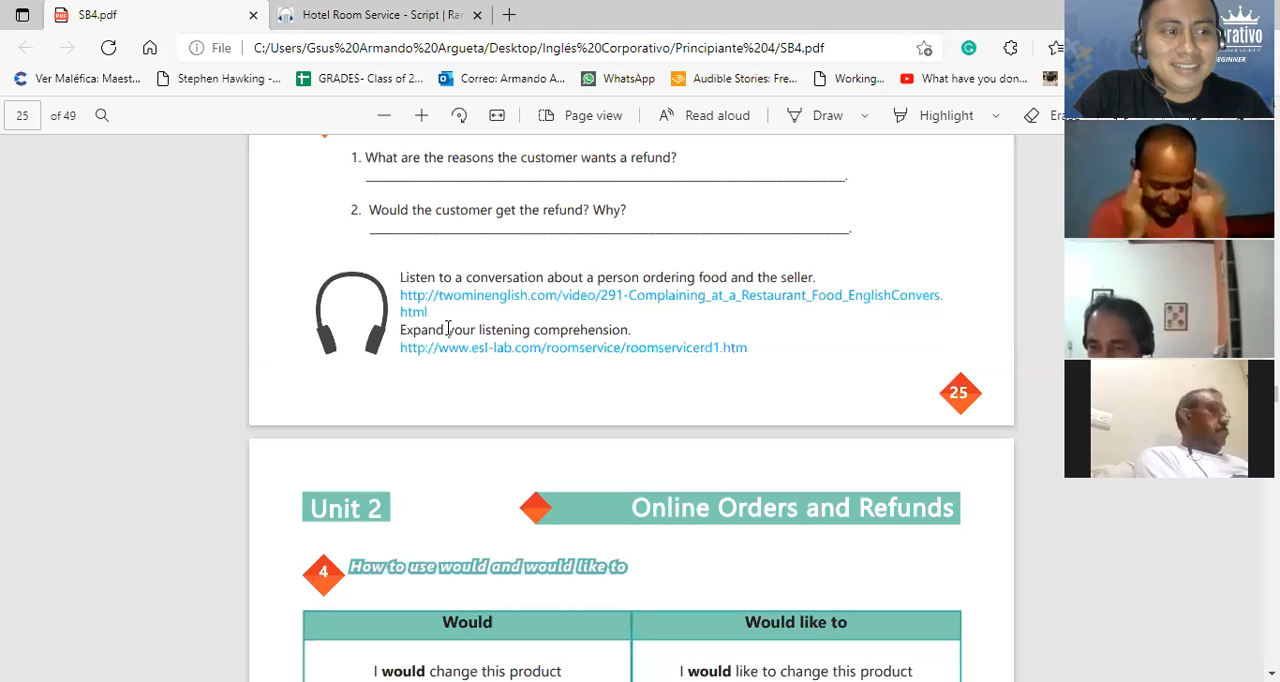 SB4.pdf
Hotel Room Service - Script | Ra
File
C:/Users/Gsus%20Armando%20Argueta/Desktop/Inglés%20Corporativo/Principiante%204/SB4.pdf
Ver Maléfica: Maest...
Stephen Hawking -...
GRADES- Class of 2...
Correo: Armando A...
WhatsApp
Audible Stories: Fre...
Working...
What have you don...
25 of 49
Page view
Read aloud
Draw
Highlight
rativo
EGINNER
1. What are the reasons the customer wants a refund?
2. Would the customer get the refund? Why?
Listen to a conversation about a person ordering food and the seller.
http://twominenglish.com/video/291-Complaining_at_a_Restaurant_Food_EnglishConvers.
html
Expand your listening comprehension.
http://www.esl-lab.com/roomservice/roomservicerd1.htm
25
Unit 2
Online Orders and Refunds
4 How to use would and would like to
Would
Would like to
I would change this product
I would like to change this product